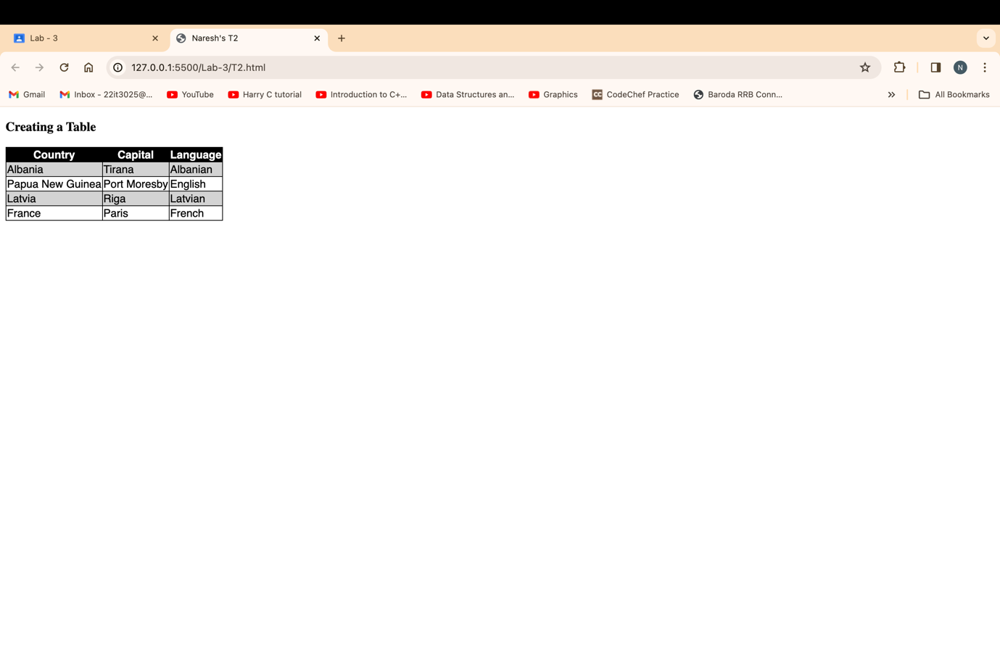 Lab - 3
Naresh's T2
127.0.0.1:5500/Lab-3/T2.html
N
Gmail
Inbox - 22it3025@...
YouTube
Harry C tutorial
Introduction to C+...
Data Structures an...
Graphics
CC CodeChef Practice
Baroda RRB Conn...
All Bookmarks
Creating a Table
Country Capital Language
Albania Tirana Albanian
Papua New Guinea Port Moresby English
Latvia Riga Latvian
France Paris French